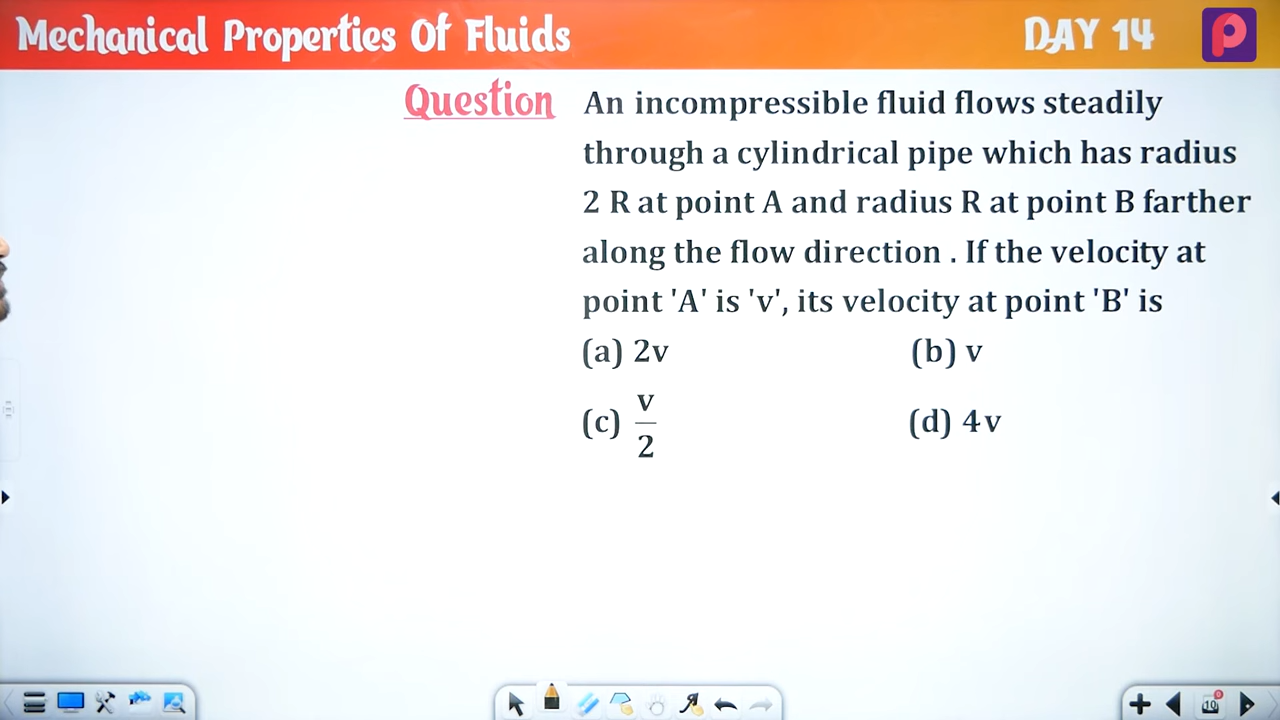 Mechanical Properties Of Fluids
DAY 14
Question
An incompressible fluid flows steadily
through a cylindrical pipe which has radius
2 R at point A and radius R at point B farther
along the flow direction . If the velocity at
point 'A' is 'v', its velocity at point 'B' is
(a) 2v (b) v
(c) v/2 (d) 4v
10